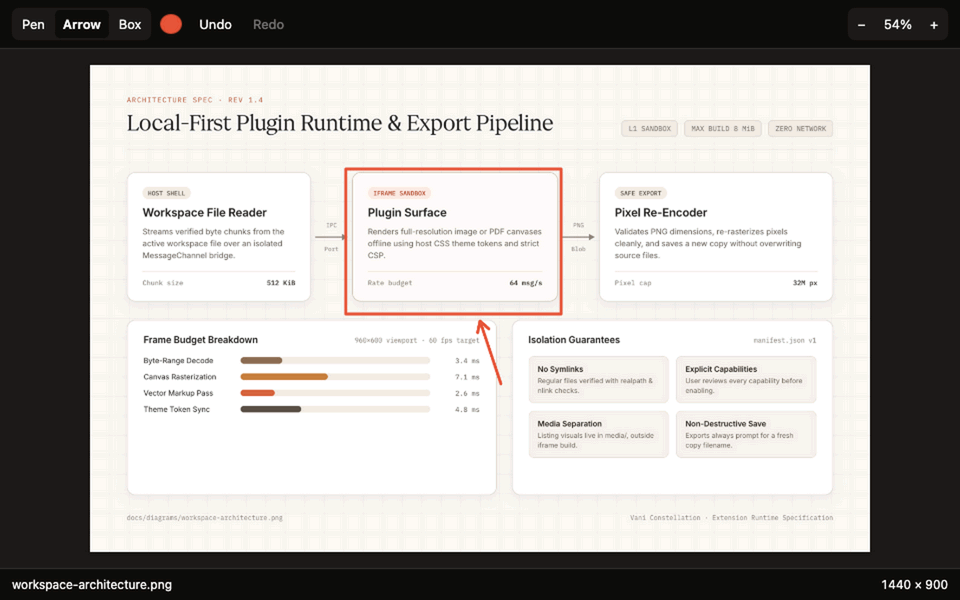 Pen Arrow Box Undo Redo − 54% +
ARCHITECTURE SPEC · REV 1.4
Local-First Plugin Runtime & Export Pipeline
L1 SANDBOX MAX BUILD 8 MiB ZERO NETWORK
HOST SHELL
Workspace File Reader
Streams verified byte chunks from the
active workspace file over an isolated
MessageChannel bridge.
Chunk size 512 KiB
IPC
Port
IFRAME SANDBOX
Plugin Surface
Renders full-resolution image or PDF canvases
offline using host CSS theme tokens and strict
CSP.
Rate budget 64 msg/s
PNG
Blob
SAFE EXPORT
Pixel Re-Encoder
Validates PNG dimensions, re-rasterizes pixels
cleanly, and saves a new copy without overwriting
source files.
Pixel cap 32M px
Frame Budget Breakdown 960×600 viewport · 60 fps target
Byte-Range Decode 3.4 ms
Canvas Rasterization 7.1 ms
Vector Markup Pass 2.6 ms
Theme Token Sync 4.8 ms
Isolation Guarantees manifest.json v1
No Symlinks
Regular files verified with realpath &
nlink checks.
Explicit Capabilities
User reviews every capability before
enabling.
Media Separation
Listing visuals live in media/, outside
iframe build.
Non-Destructive Save
Exports always prompt for a fresh
copy filename.
docs/diagrams/workspace-architecture.png Vani Constellation · Extension Runtime Specification
workspace-architecture.png 1440 × 900